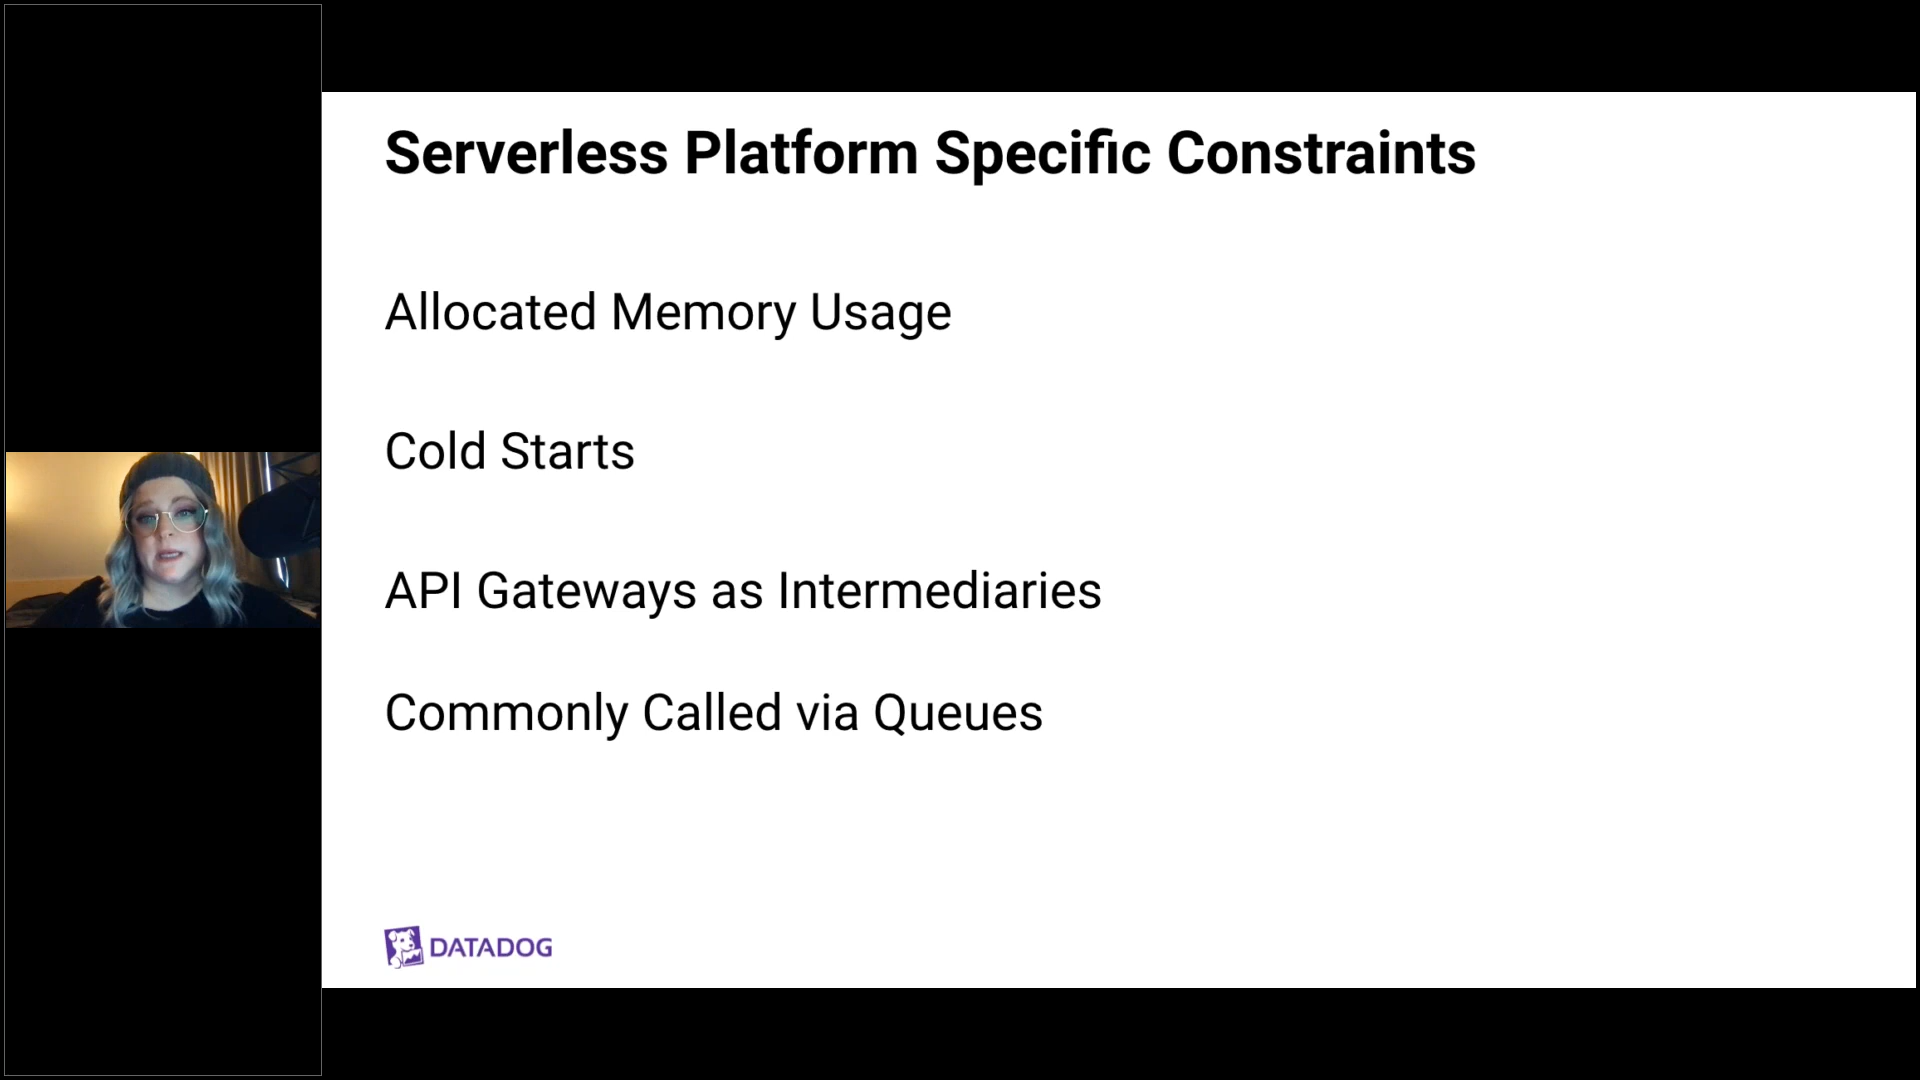 Serverless Platform Specific Constraints
Allocated Memory Usage
Cold Starts
API Gateways as Intermediaries
Commonly Called via Queues
DATADOG